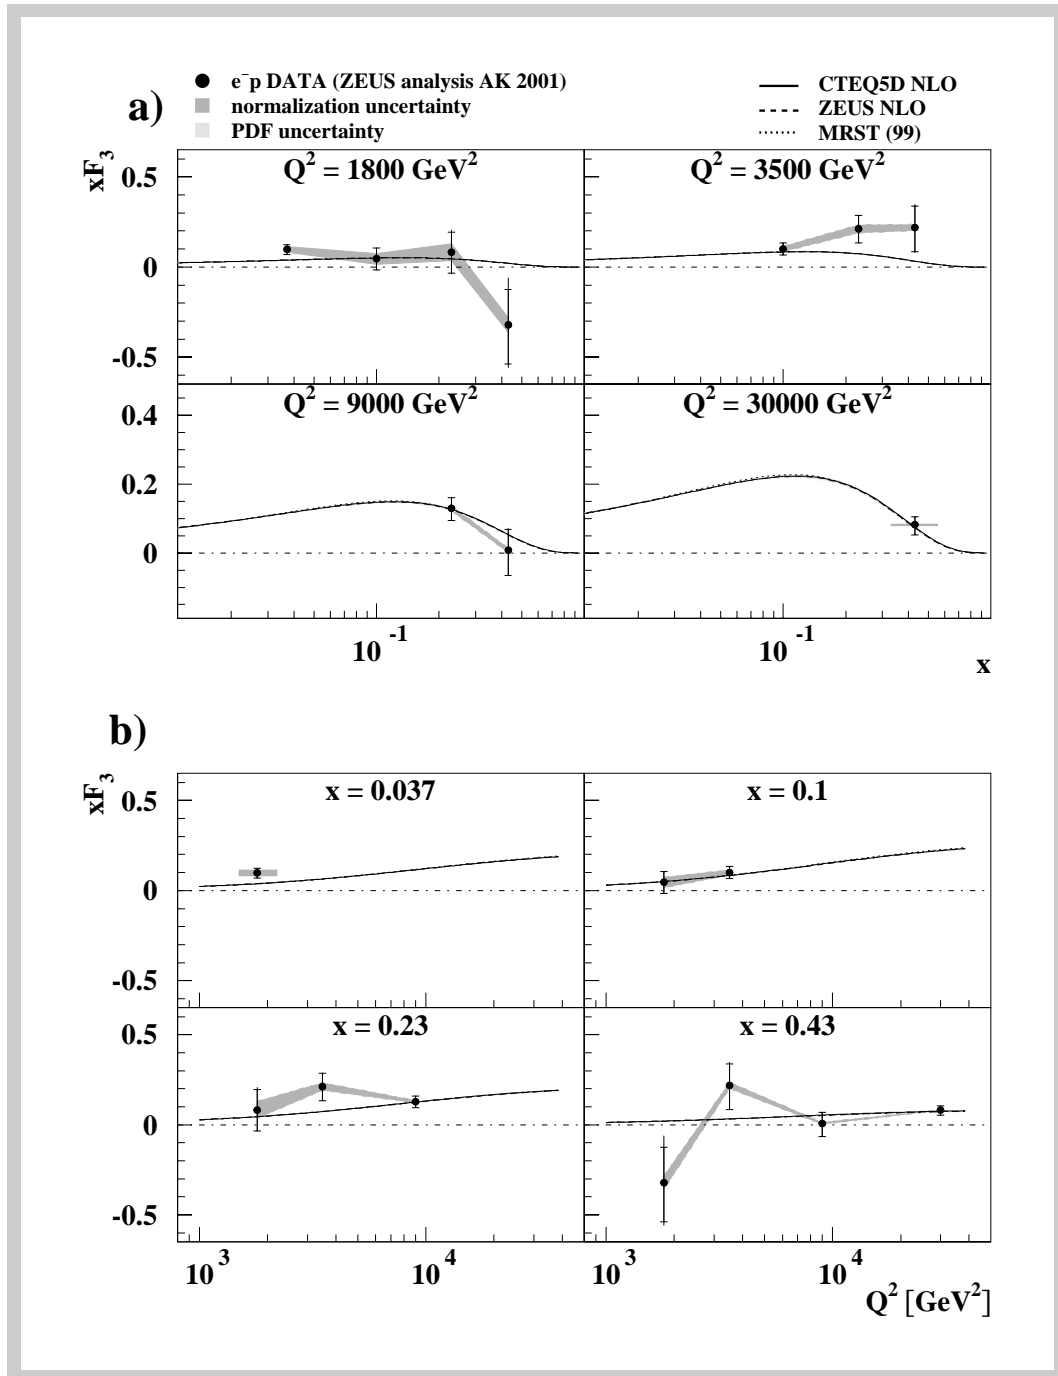 a)
e⁻p DATA (ZEUS analysis AK 2001)
normalization uncertainty
PDF uncertainty
CTEQ5D NLO
ZEUS NLO
MRST (99)
xF₃
Q² = 1800 GeV²
Q² = 3500 GeV²
0.5
0
-0.5
Q² = 9000 GeV²
Q² = 30000 GeV²
0.4
0.2
0
10⁻¹
10⁻¹
x
b)
xF₃
x = 0.037
x = 0.1
0.5
0
-0.5
x = 0.23
x = 0.43
0.5
0
-0.5
10³
10⁴
10³
10⁴
Q² [GeV²]